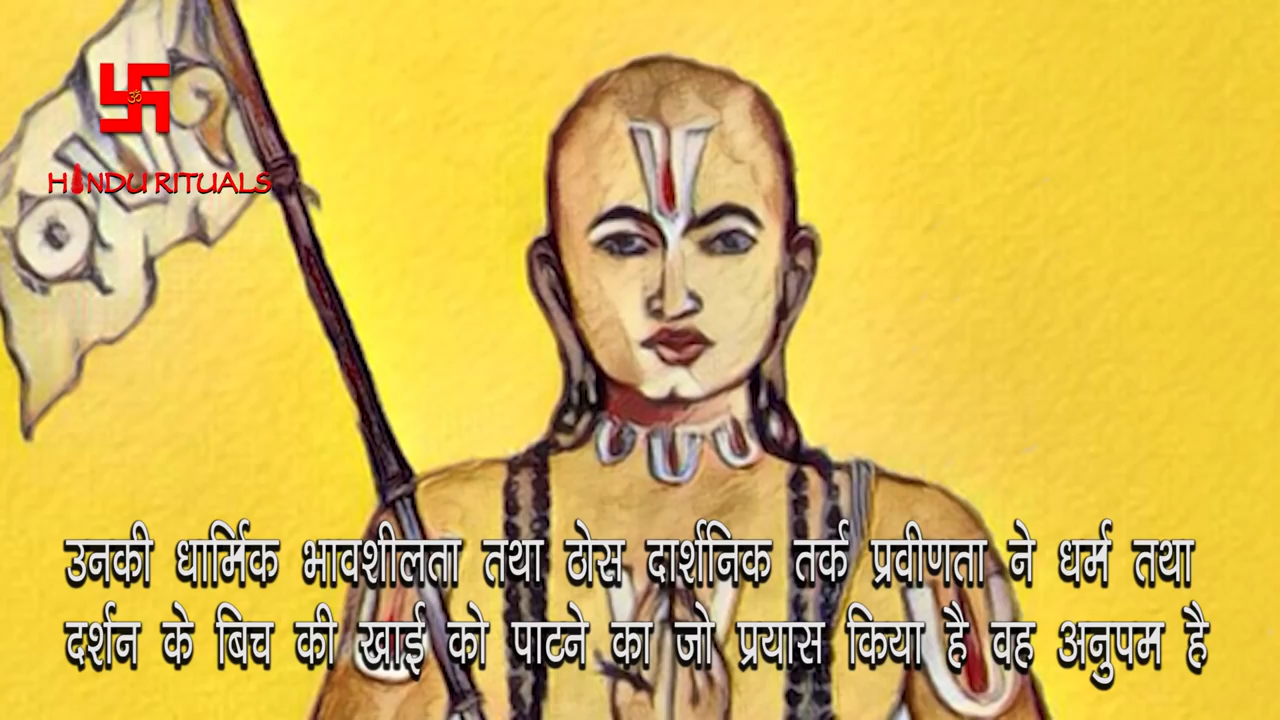 ॐ
HINDU RITUALS
उनकी धार्मिक भावशीलता तथा ठोस दार्शनिक तर्क प्रवीणता ने धर्म तथा
दर्शन के बिच की खाई को पाटने का जो प्रयास किया है वह अनुपम है